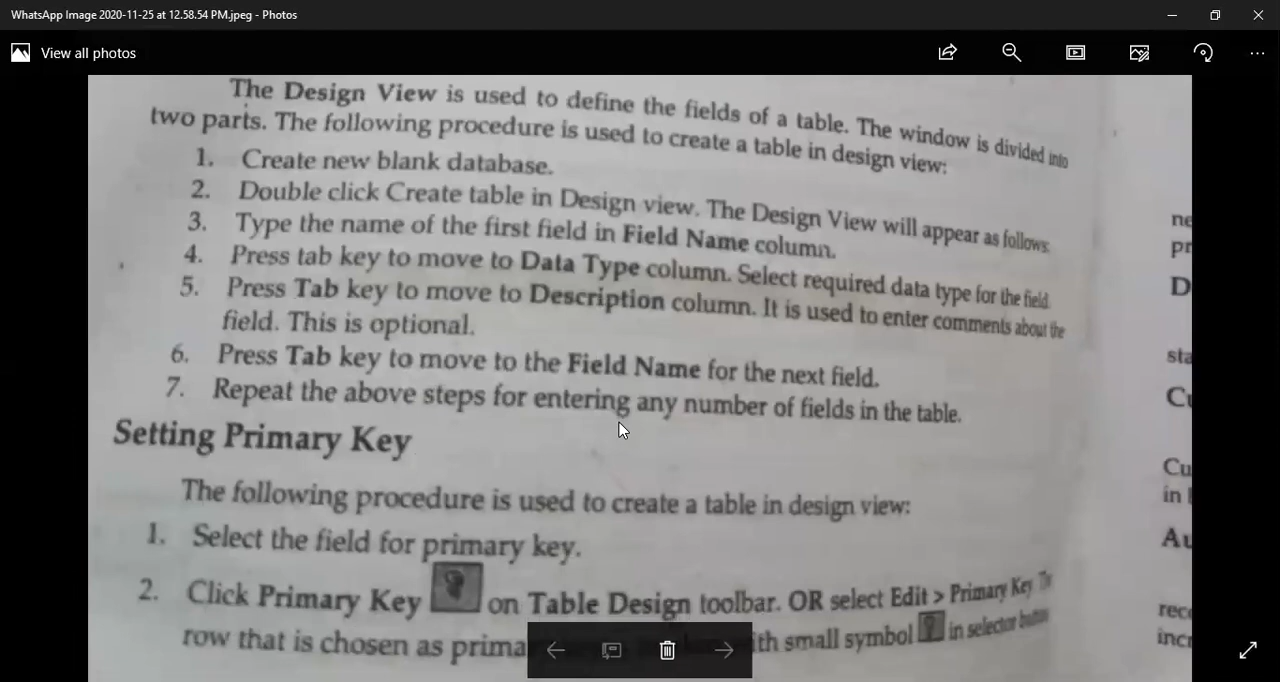 WhatsApp Image 2020-11-25 at 12.58.54 PM.jpeg - Photos
View all photos
The Design View is used to define the fields of a table. The window is divided into
two parts. The following procedure is used to create a table in design view:
1. Create new blank database.
2. Double click Create table in Design view. The Design View will appear as follows.
3. Type the name of the first field in Field Name column.
4. Press tab key to move to Data Type column. Select required data type for the field.
5. Press Tab key to move to Description column. It is used to enter comments about the
field. This is optional.
6. Press Tab key to move to the Field Name for the next field.
7. Repeat the above steps for entering any number of fields in the table.
Setting Primary Key
The following procedure is used to create a table in design view:
1. Select the field for primary key.
2. Click Primary Key on Table Design toolbar. OR select Edit > Primary Key The
row that is chosen as small symbol in selector button